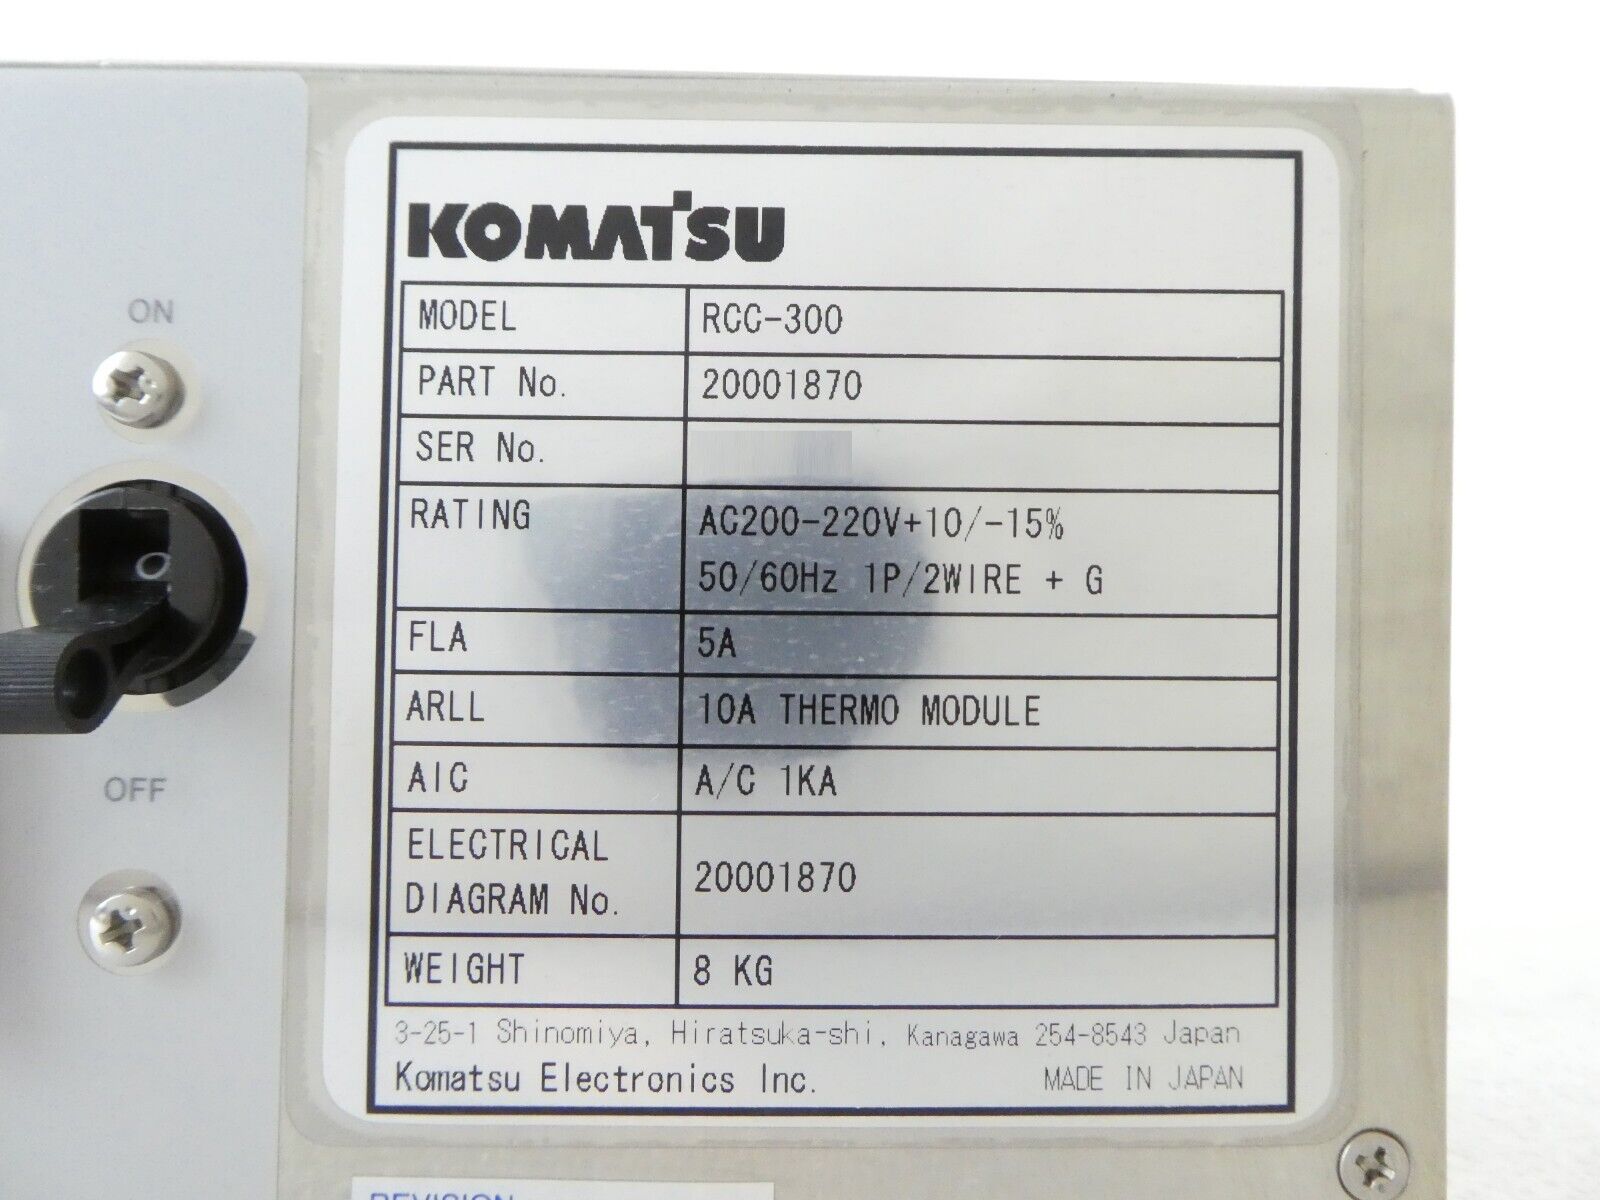 ON
OFF
KOMATSU
MODEL RCC-300
PART No. 20001870
SER No.
RATING AC200-220V+10/-15%
50/60Hz 1P/2WIRE + G
FLA 5A
ARLL 10A THERMO MODULE
AIC A/C 1KA
ELECTRICAL
DIAGRAM No. 20001870
WEIGHT 8 KG
3-25-1 Shinomiya, Hiratsuka-shi, Kanagawa 254-8543 Japan
Komatsu Electronics Inc. MADE IN JAPAN
REVISION